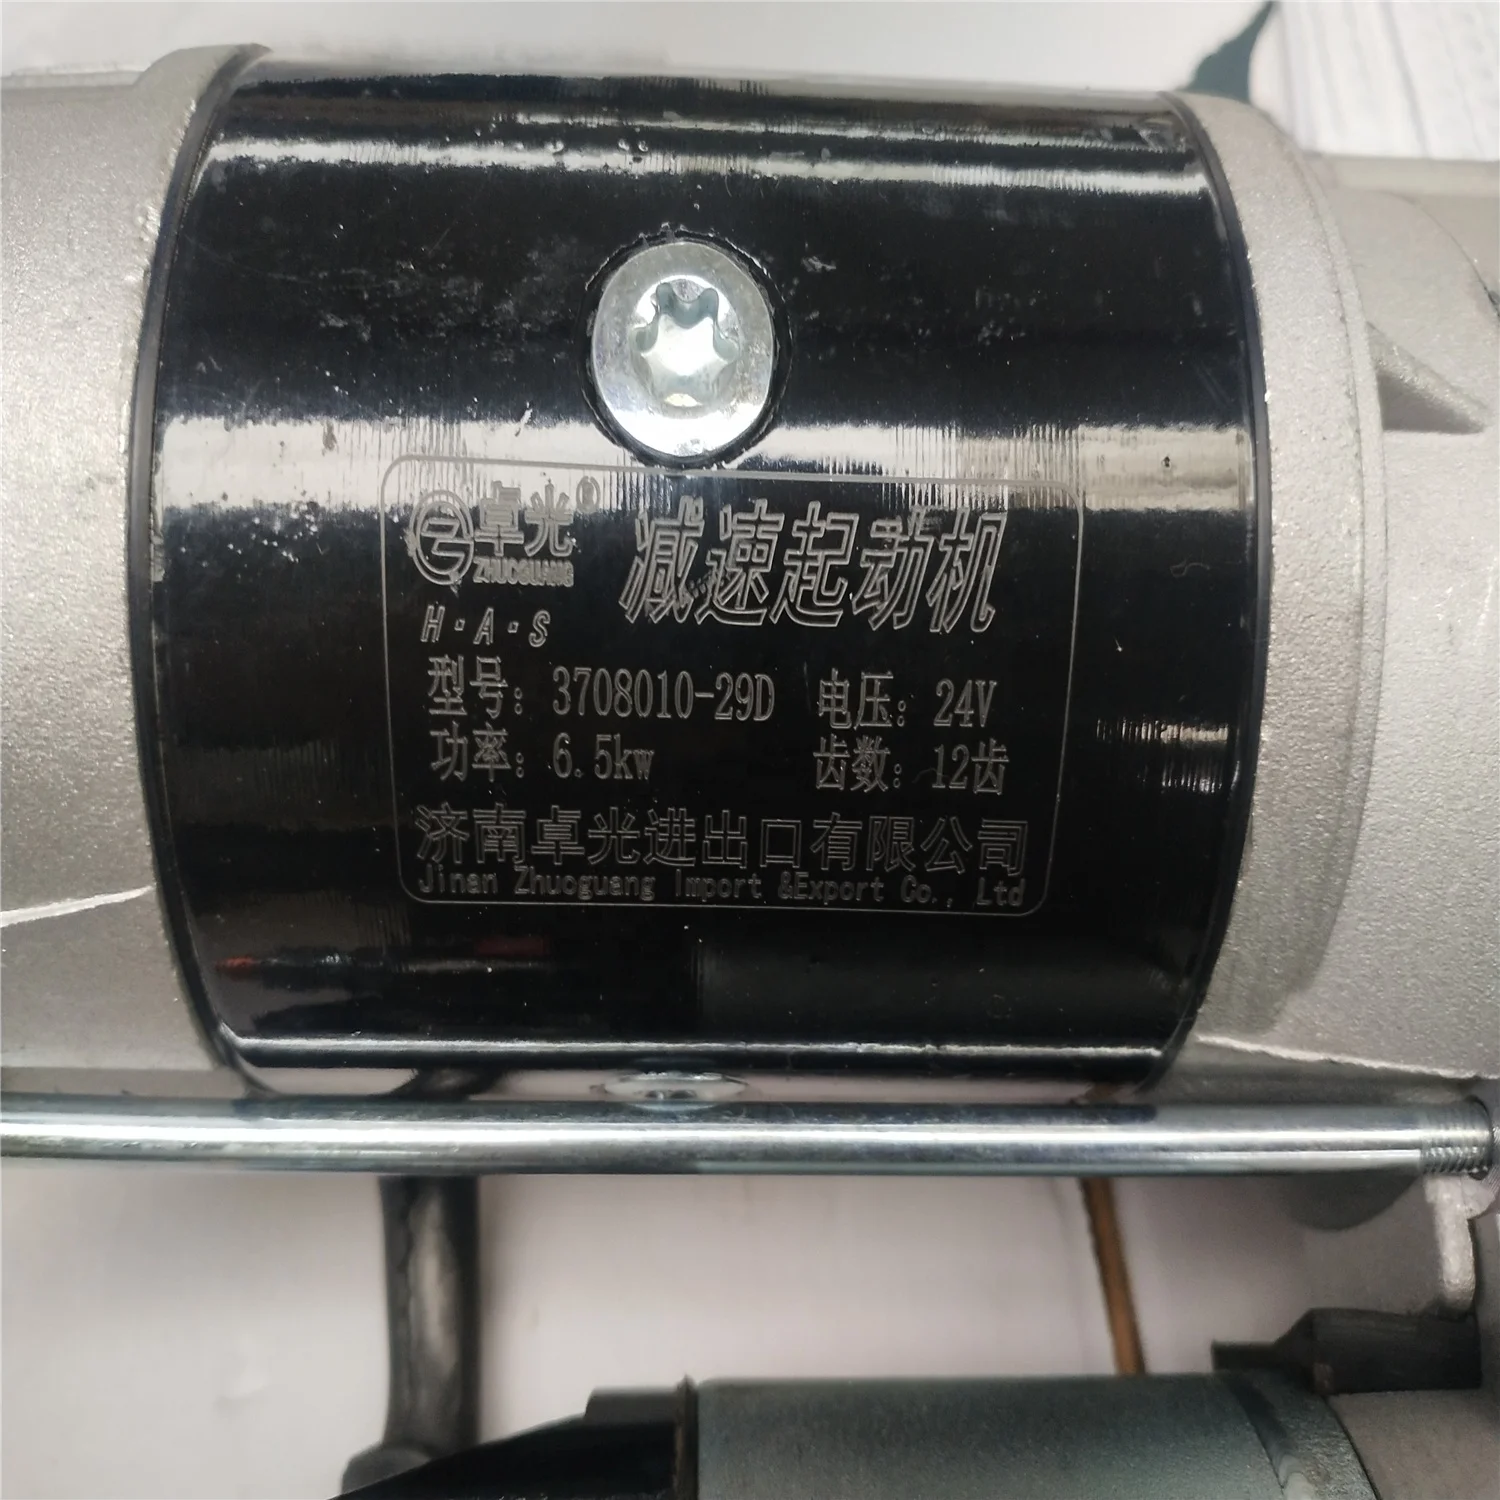 卓光®
ZHUOGUANG
减速起动机
H·A·S
型号: 3708010-29D 电压: 24V
功率: 6.5kw 齿数: 12齿
济南卓光进出口有限公司
Jinan Zhuoguang Import &Export Co., Ltd